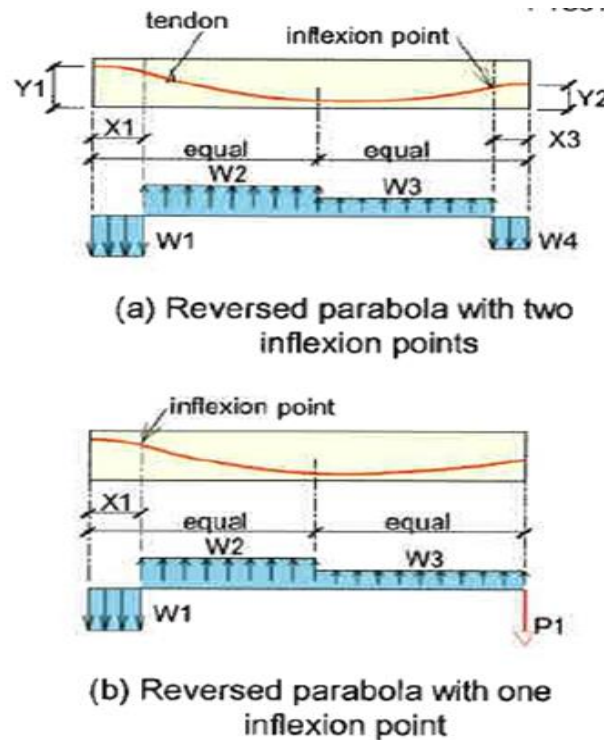 tendon
inflexion point
Y1
Y2
X1
X3
equal
equal
W2
W3
W1
W4
(a) Reversed parabola with two
inflexion points
inflexion point
X1
equal
equal
W2
W3
W1
P1
(b) Reversed parabola with one
inflexion point